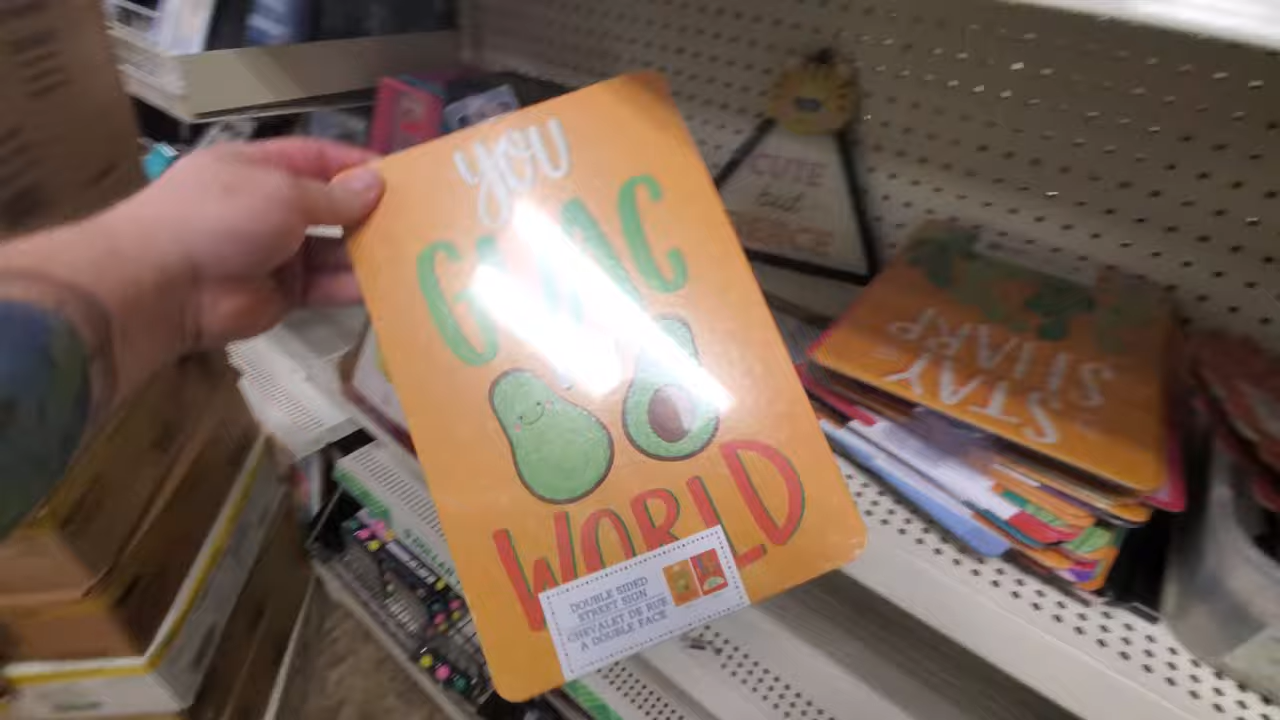 YOU
GUAC
WORLD
DOUBLE SIDED
STREET SIGN
CHEVALET DE RUE
A DOUBLE FACE
CUTE
but
FIERCE
STAY
SHARP